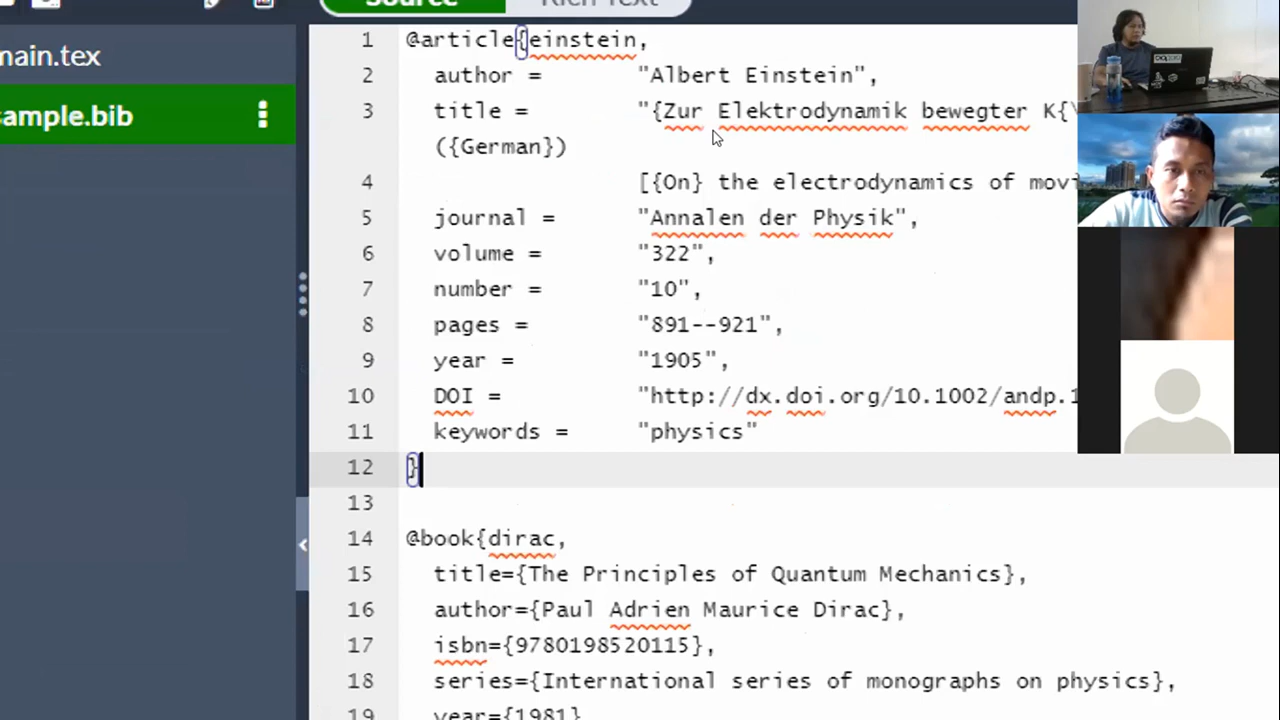 Source
Rich Text
main.tex
sample.bib
1 @article{einstein,
2 author = "Albert Einstein",
3 title = "{Zur Elektrodynamik bewegter K{\
({German})
4 [{On} the electrodynamics of movi
5 journal = "Annalen der Physik",
6 volume = "322",
7 number = "10",
8 pages = "891--921",
9 year = "1905",
10 DOI = "http://dx.doi.org/10.1002/andp.1
11 keywords = "physics"
12 }
13
14 @book{dirac,
15 title={The Principles of Quantum Mechanics},
16 author={Paul Adrien Maurice Dirac},
17 isbn={9780198520115},
18 series={International series of monographs on physics},
19 year={1981}